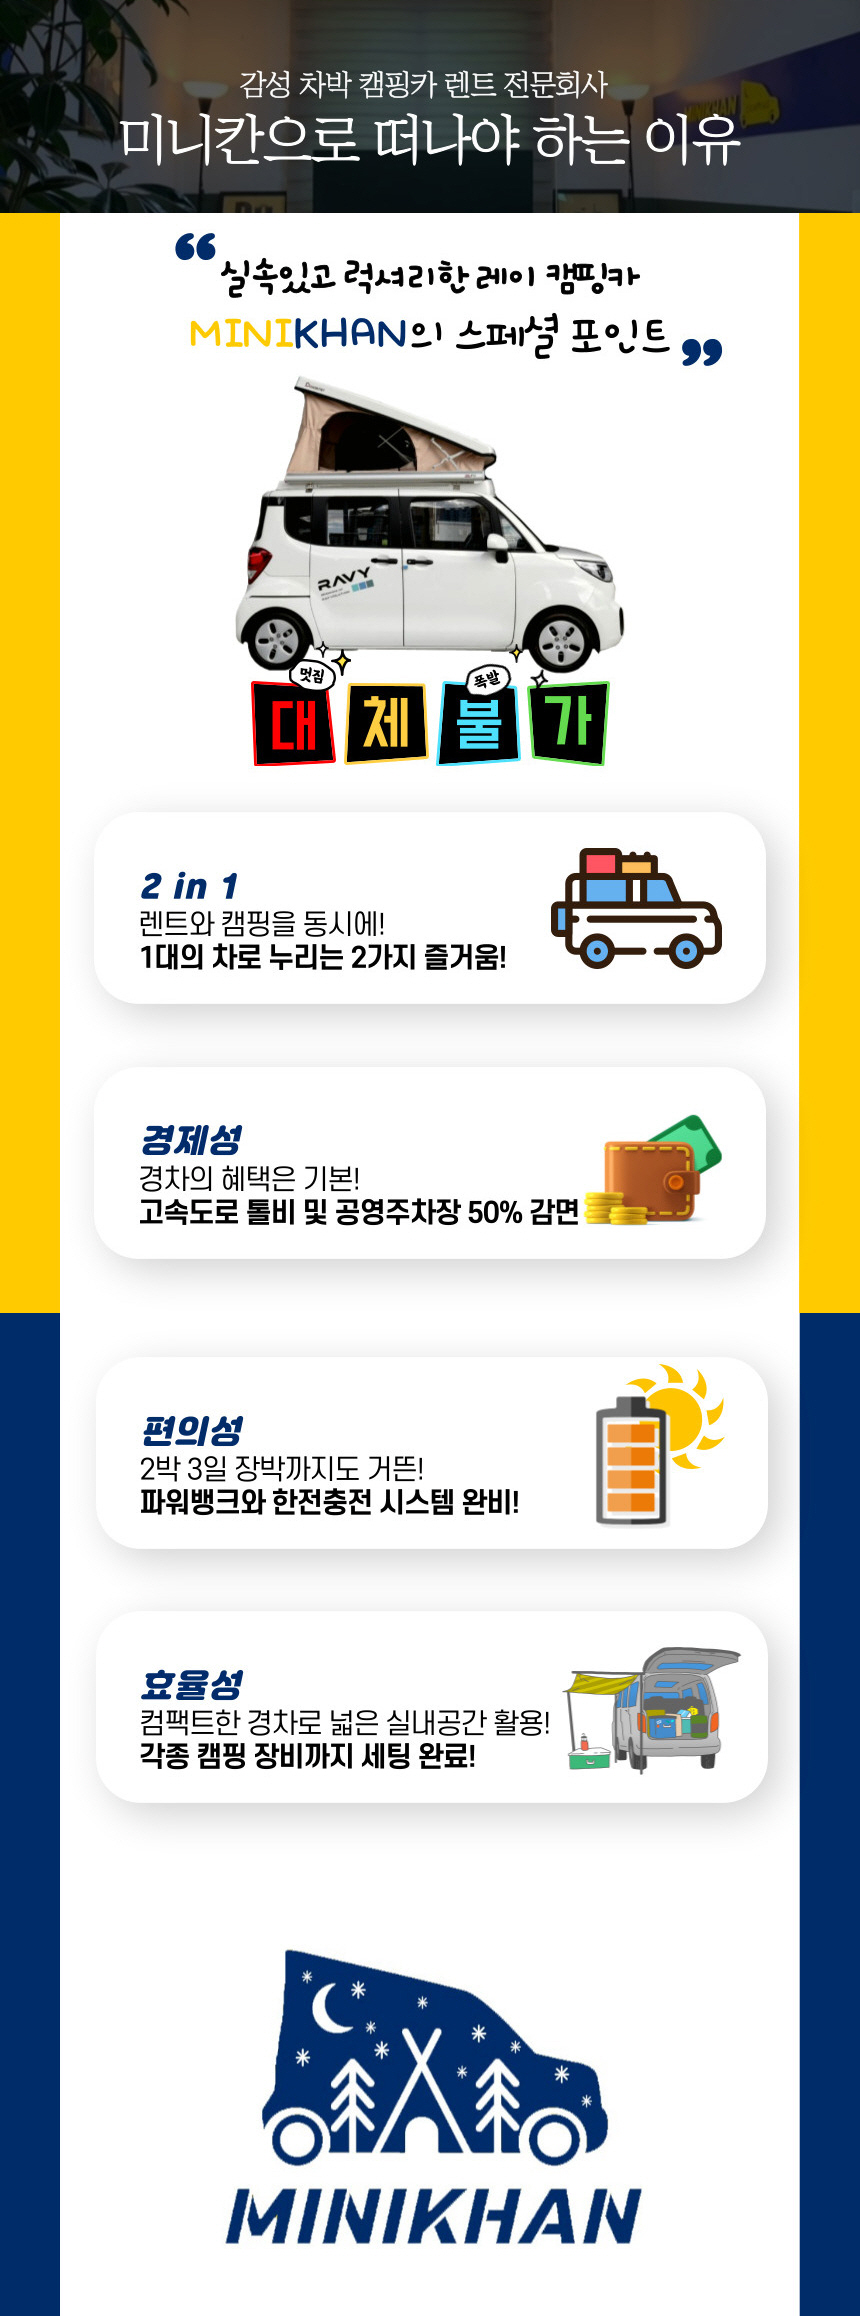 감성 차박 캠핑카 렌트 전문회사
미니칸으로 떠나야 하는 이유
MINIKHAN
“실속있고 럭셔리한 레이 캠핑카
MINIKHAN의 스페셜 포인트”
RAVY
멋짐
폭발
대체불가
2 in 1
렌트와 캠핑을 동시에!
1대의 차로 누리는 2가지 즐거움!
경제성
경차의 혜택은 기본!
고속도로 톨비 및 공영주차장 50% 감면
편의성
2박 3일 장박까지도 거뜬!
파워뱅크와 한전충전 시스템 완비!
효율성
컴팩트한 경차로 넓은 실내공간 활용!
각종 캠핑 장비까지 세팅 완료!
MINIKHAN